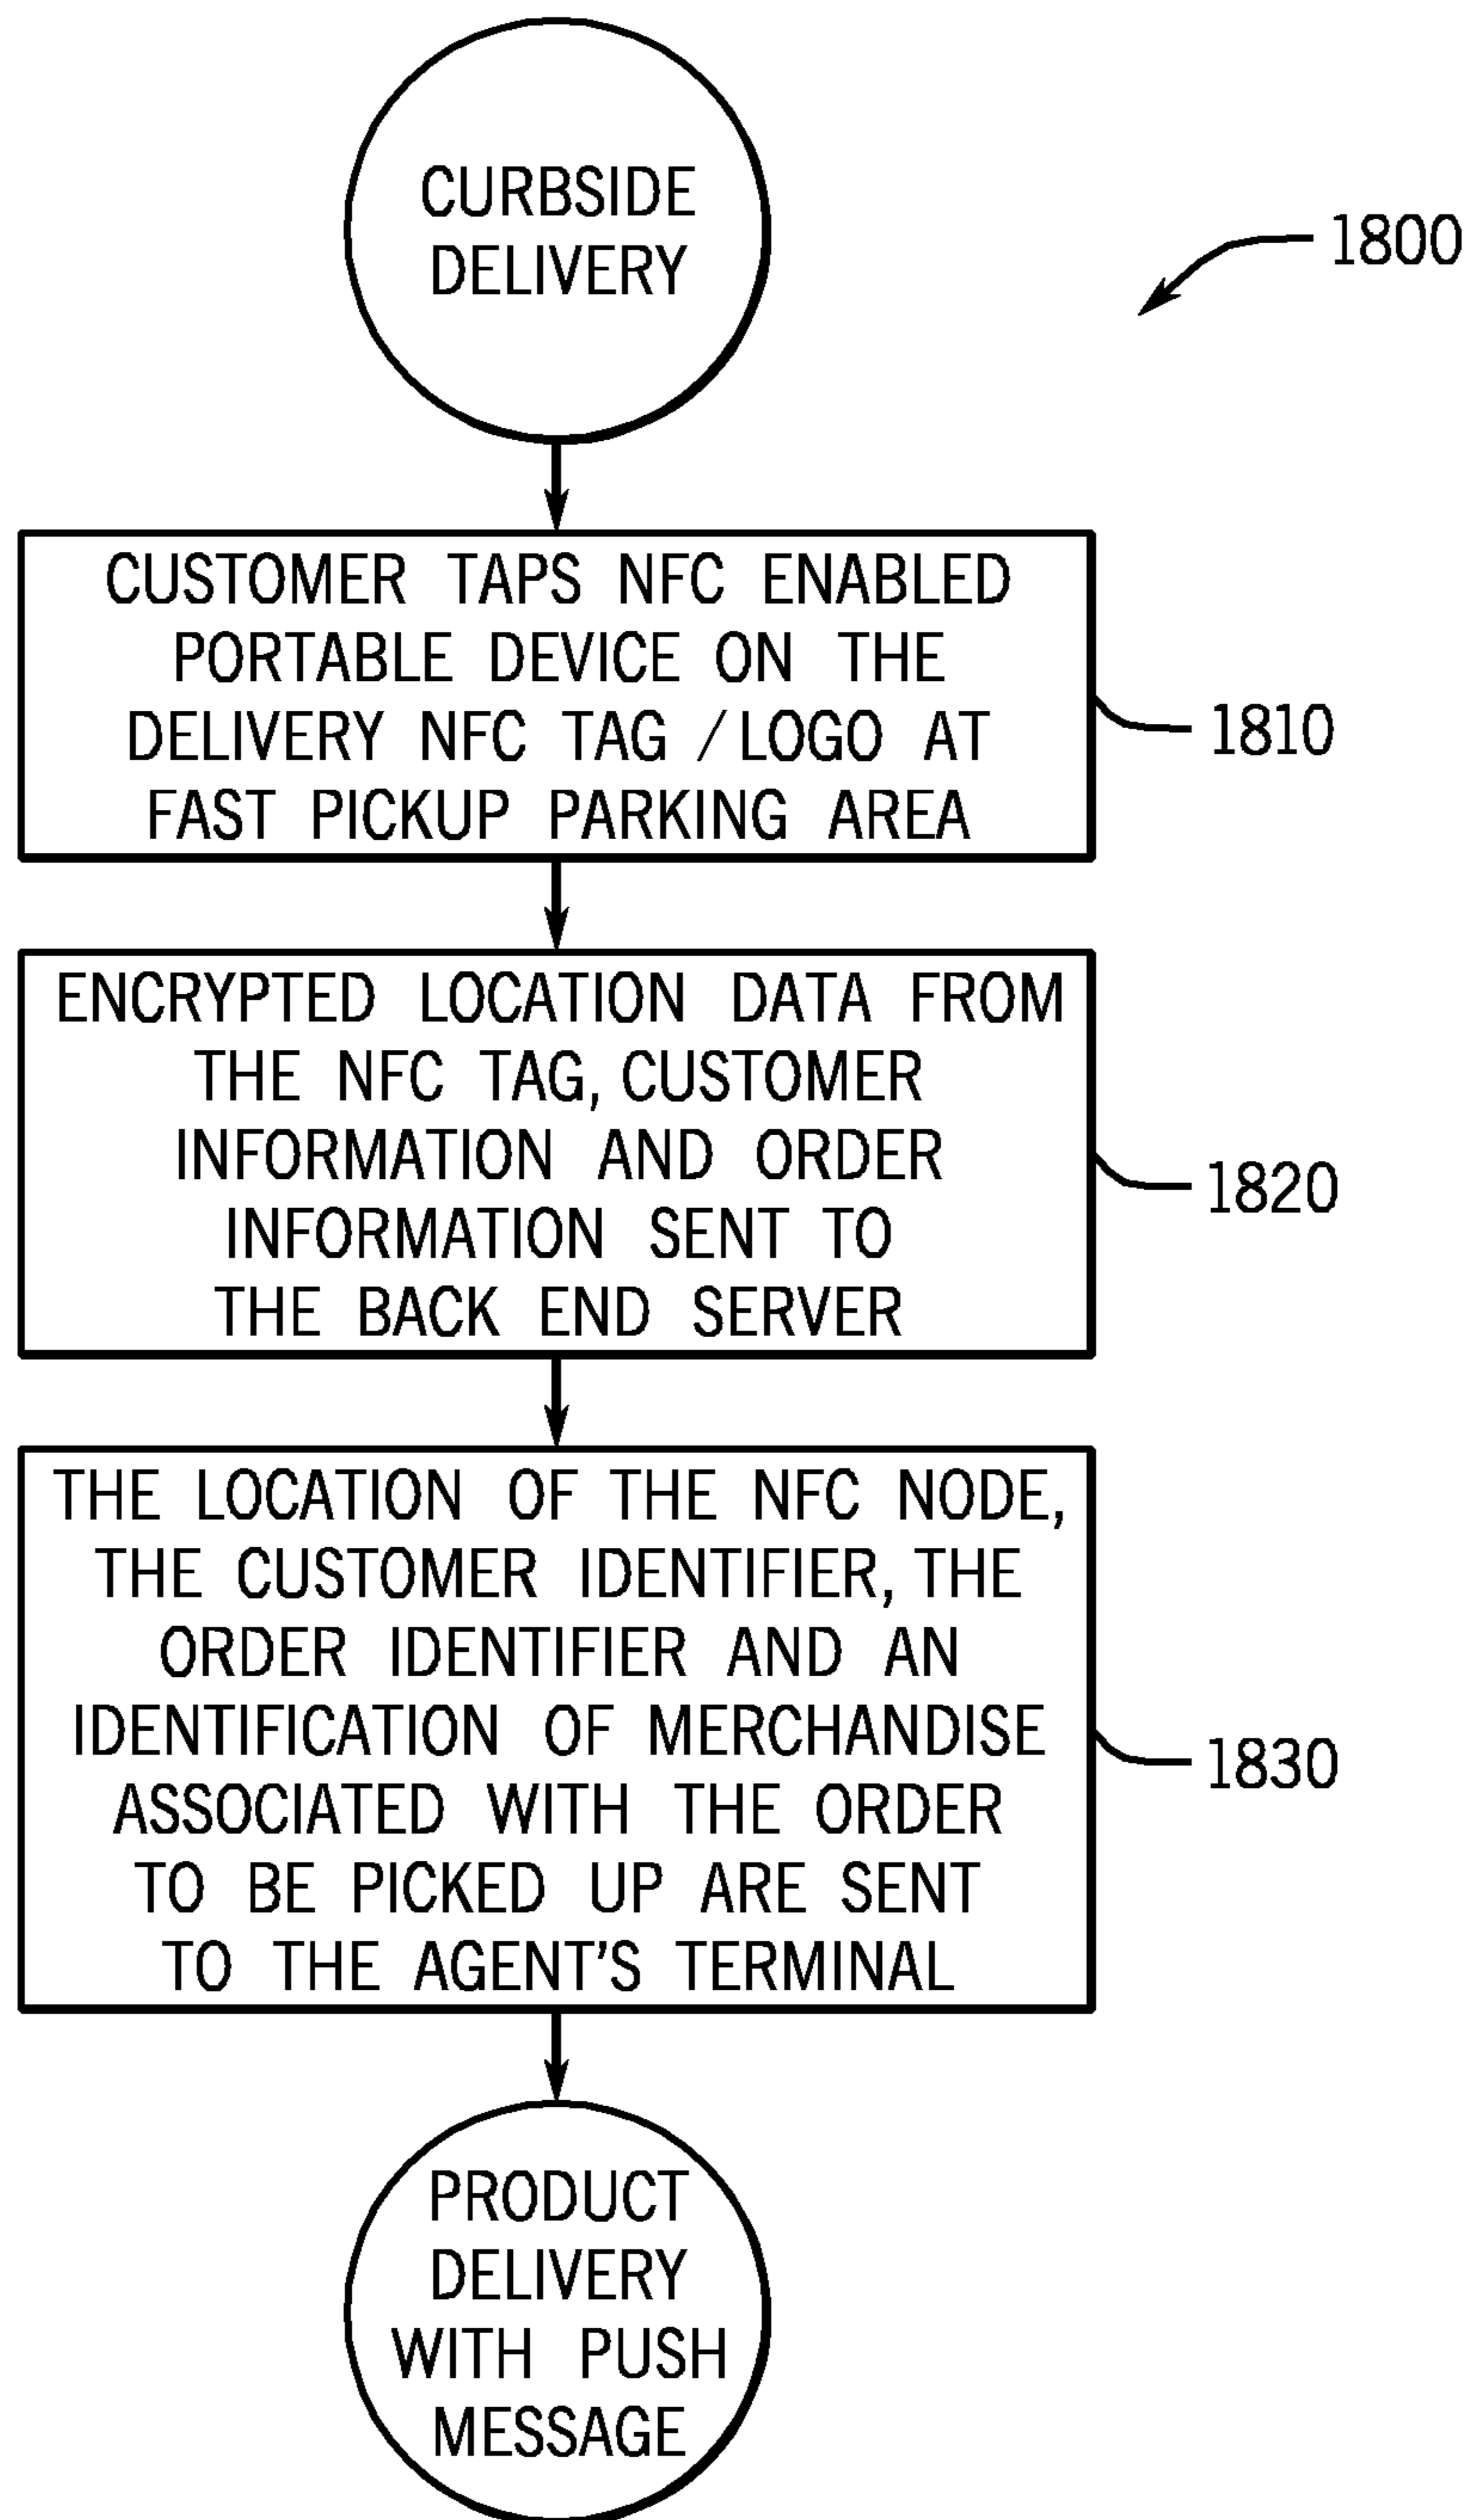 CURBSIDE
DELIVERY
1800
CUSTOMER TAPS NFC ENABLED
PORTABLE DEVICE ON THE
DELIVERY NFC TAG/LOGO AT
FAST PICKUP PARKING AREA
1810
ENCRYPTED LOCATION DATA FROM
THE NFC TAG, CUSTOMER
INFORMATION AND ORDER
INFORMATION SENT TO
THE BACK END SERVER
1820
THE LOCATION OF THE NFC NODE,
THE CUSTOMER IDENTIFIER, THE
ORDER IDENTIFIER AND AN
IDENTIFICATION OF MERCHANDISE
ASSOCIATED WITH THE ORDER
TO BE PICKED UP ARE SENT
TO THE AGENT'S TERMINAL
1830
PRODUCT
DELIVERY
WITH PUSH
MESSAGE